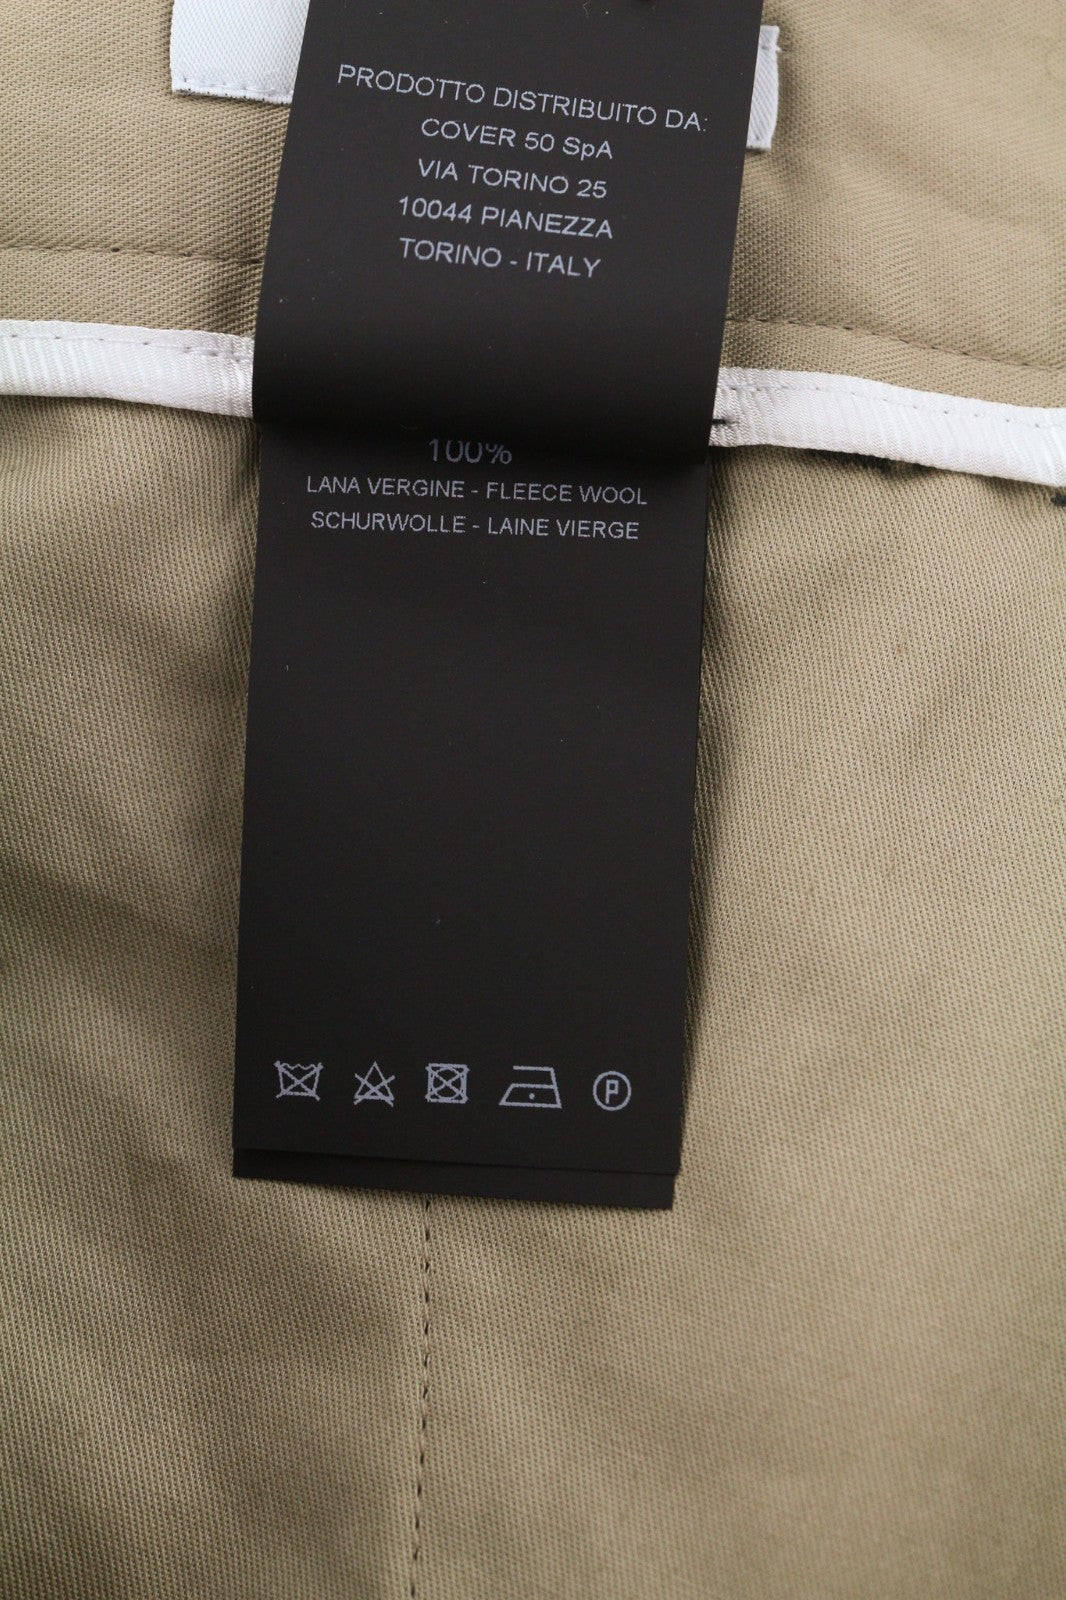 PRODOTTO DISTRIBUITO DA:
COVER 50 SpA
VIA TORINO 25
10044 PIANEZZA
TORINO - ITALY
100%
LANA VERGINE - FLEECE WOOL
SCHURWOLLE - LAINE VIERGE
P